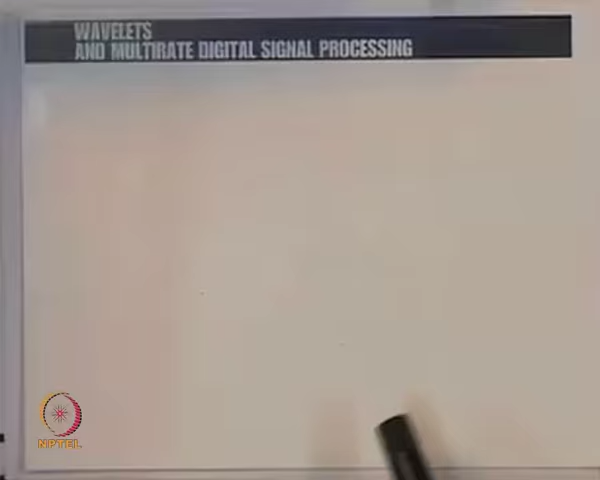 WAVELETS
AND MULTIRATE DIGITAL SIGNAL PROCESSING
NPTEL